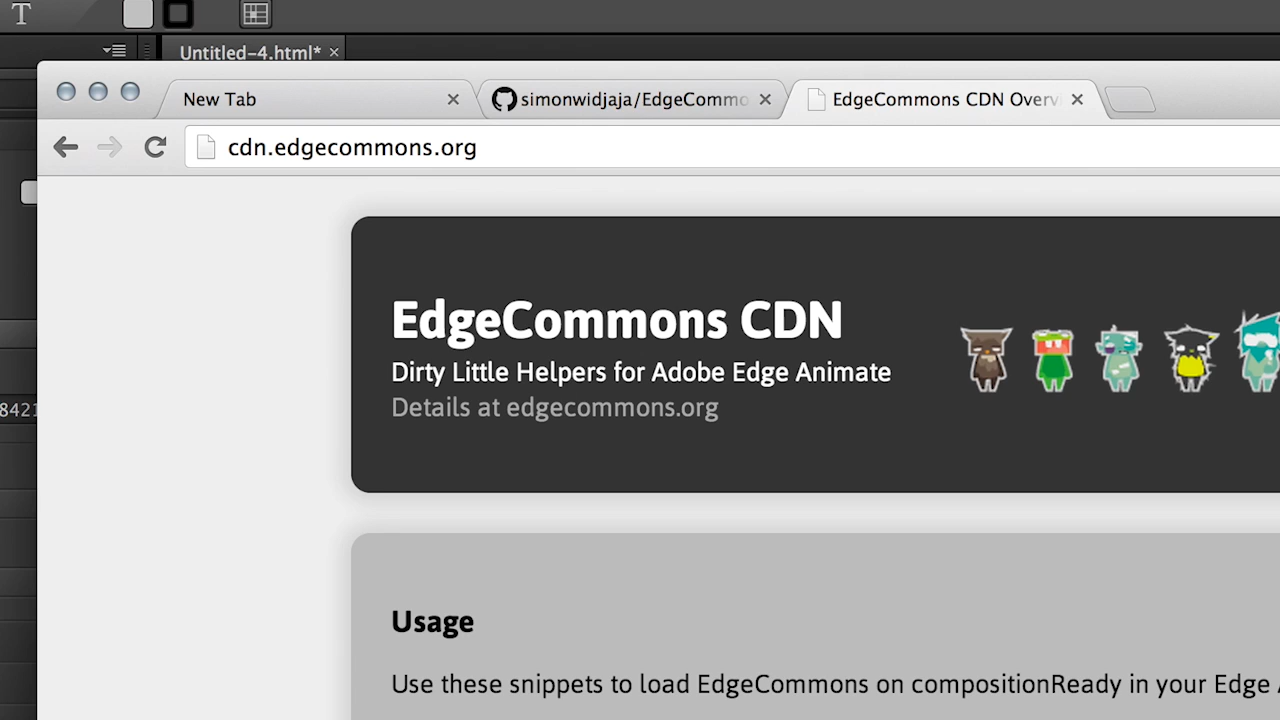 T
Untitled-4.html*
New Tab
simonwidjaja/EdgeCommo
EdgeCommons CDN Overv
cdn.edgecommons.org
EdgeCommons CDN
Dirty Little Helpers for Adobe Edge Animate
Details at edgecommons.org
8421
Usage
Use these snippets to load EdgeCommons on compositionReady in your Edge